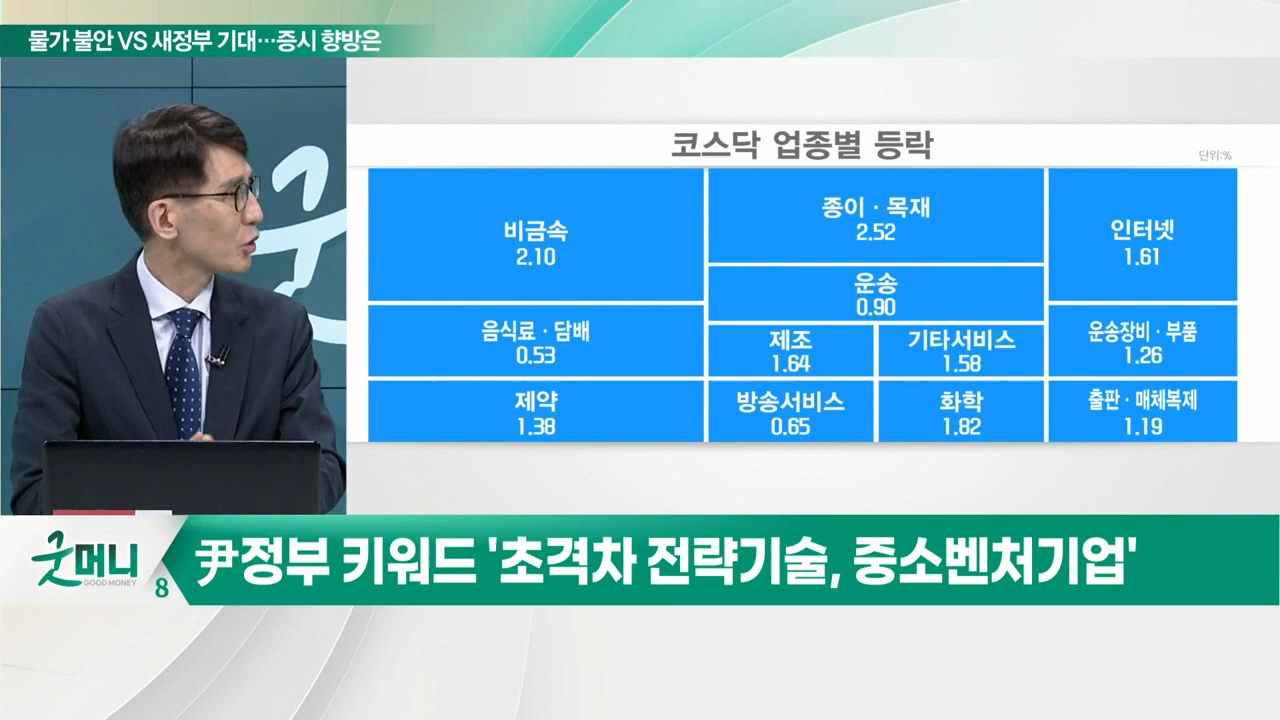 물가 불안 VS 새정부 기대…증시 향방은
코스닥 업종별 등락
단위:%
비금속
2.10
종이·목재
2.52
인터넷
1.61
운송
0.90
음식료·담배
0.53
제조
1.64
기타서비스
1.58
운송장비·부품
1.26
제약
1.38
방송서비스
0.65
화학
1.82
출판·매체복제
1.19
굿머니
GOOD MONEY
8
尹정부 키워드 '초격차 전략기술, 중소벤처기업'